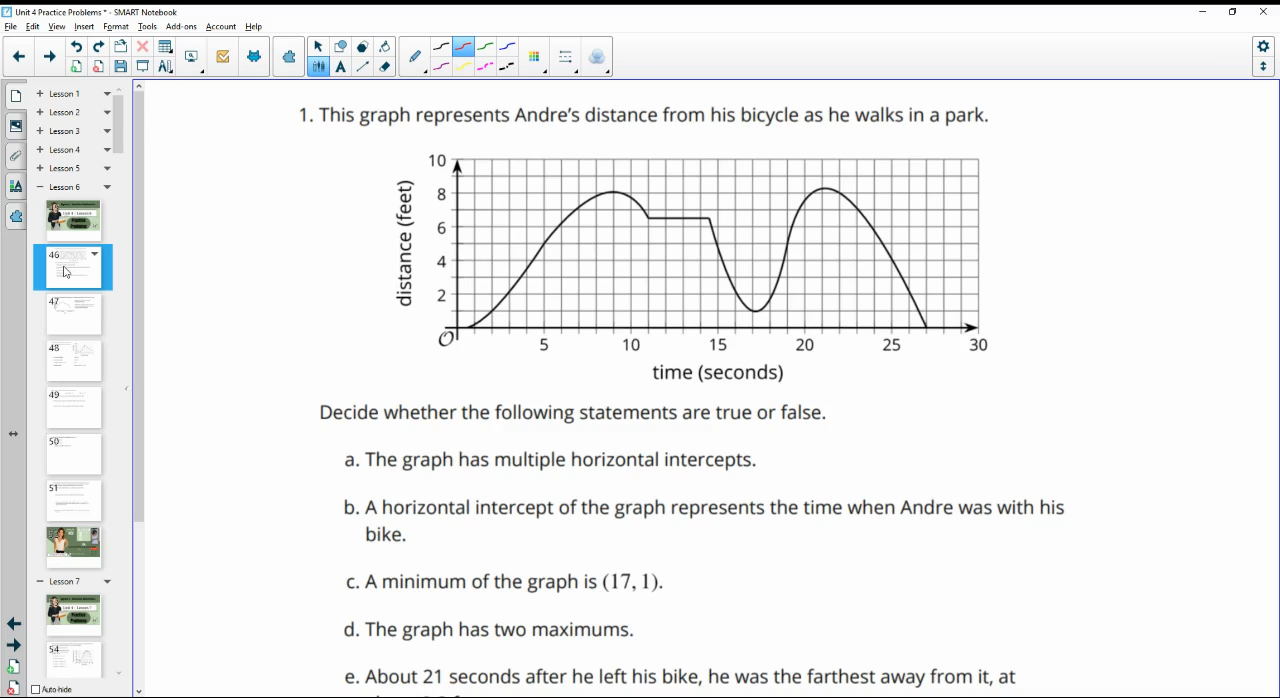 Unit 4 Practice Problems * - SMART Notebook
File Edit View Insert Format Tools Add-ons Account Help
Lesson 1
Lesson 2
Lesson 3
Lesson 4
Lesson 5
Lesson 6
46
47
48
49
50
51
Lesson 7
54
Auto-hide
1. This graph represents Andre's distance from his bicycle as he walks in a park.
distance (feet)
10
8
6
4
2
O
5 10 15 20 25 30
time (seconds)
Decide whether the following statements are true or false.
a. The graph has multiple horizontal intercepts.
b. A horizontal intercept of the graph represents the time when Andre was with his
bike.
c. A minimum of the graph is (17, 1).
d. The graph has two maximums.
e. About 21 seconds after he left his bike, he was the farthest away from it, at